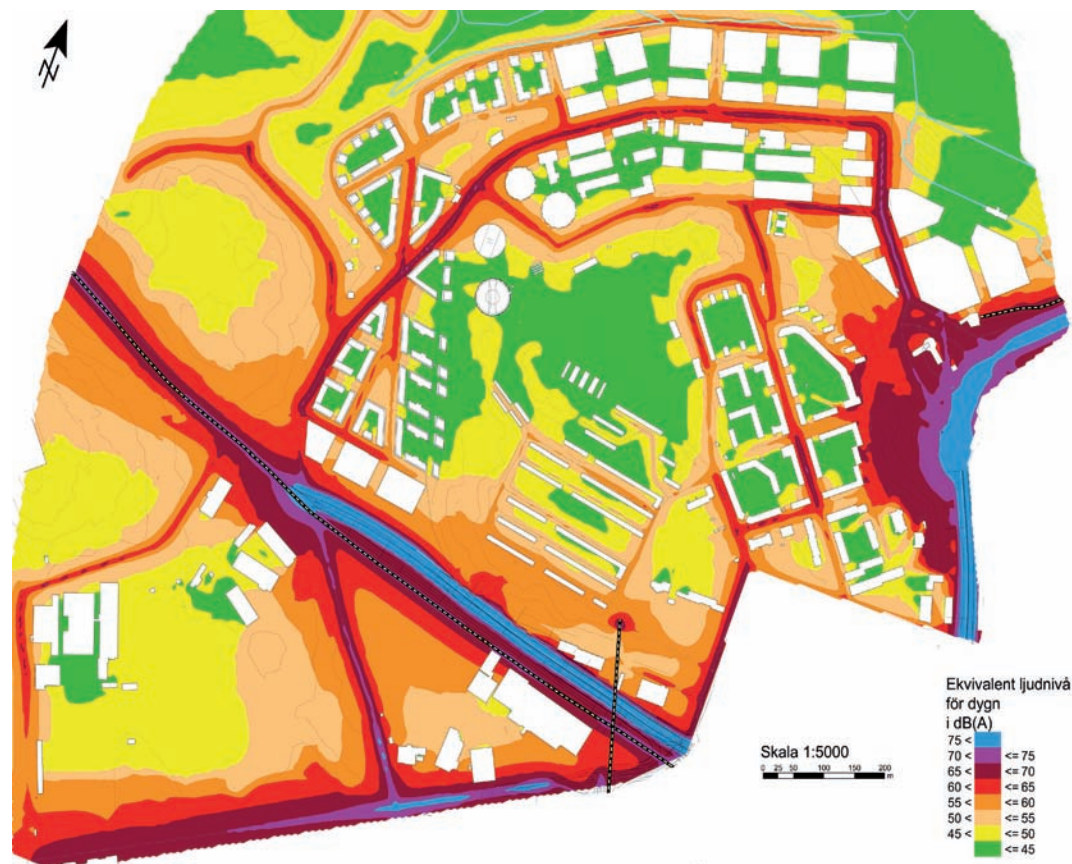 N
Ekvivalent ljudnivå
för dygn
i dB(A)
75 <
70 < <= 75
65 < <= 70
60 < <= 65
55 < <= 60
50 < <= 55
45 < <= 50
<= 45
Skala 1:5000
0 25 50 100 150 200
m